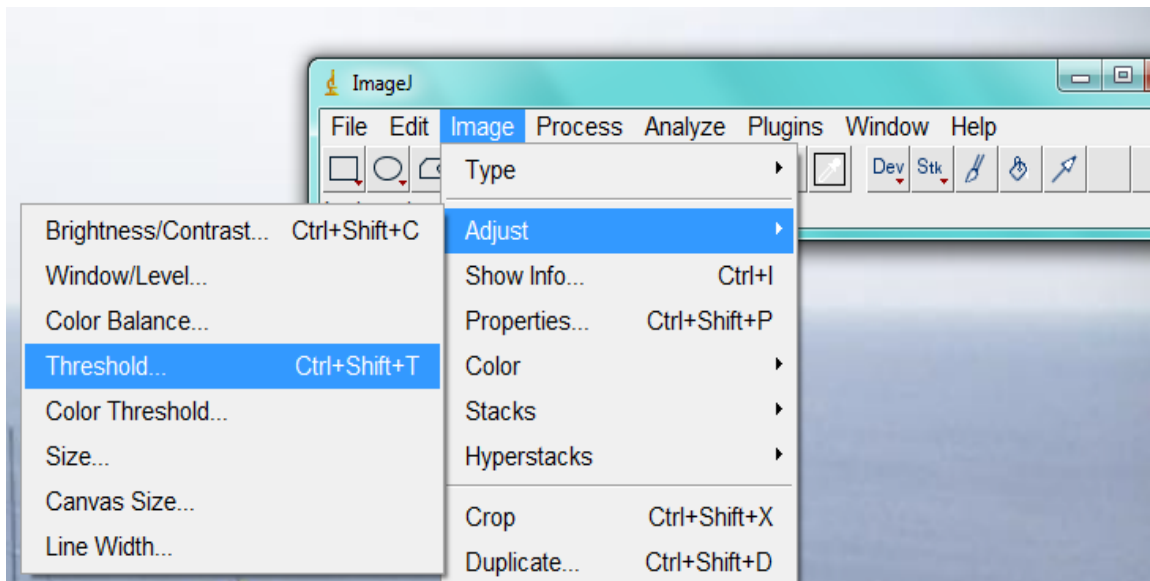 ImageJ
File Edit Image Process Analyze Plugins Window Help
Type
Dev Stk
Adjust
Show Info... Ctrl+I
Properties... Ctrl+Shift+P
Color
Stacks
Hyperstacks
Crop Ctrl+Shift+X
Duplicate... Ctrl+Shift+D
Brightness/Contrast... Ctrl+Shift+C
Window/Level...
Color Balance...
Threshold... Ctrl+Shift+T
Color Threshold...
Size...
Canvas Size...
Line Width...